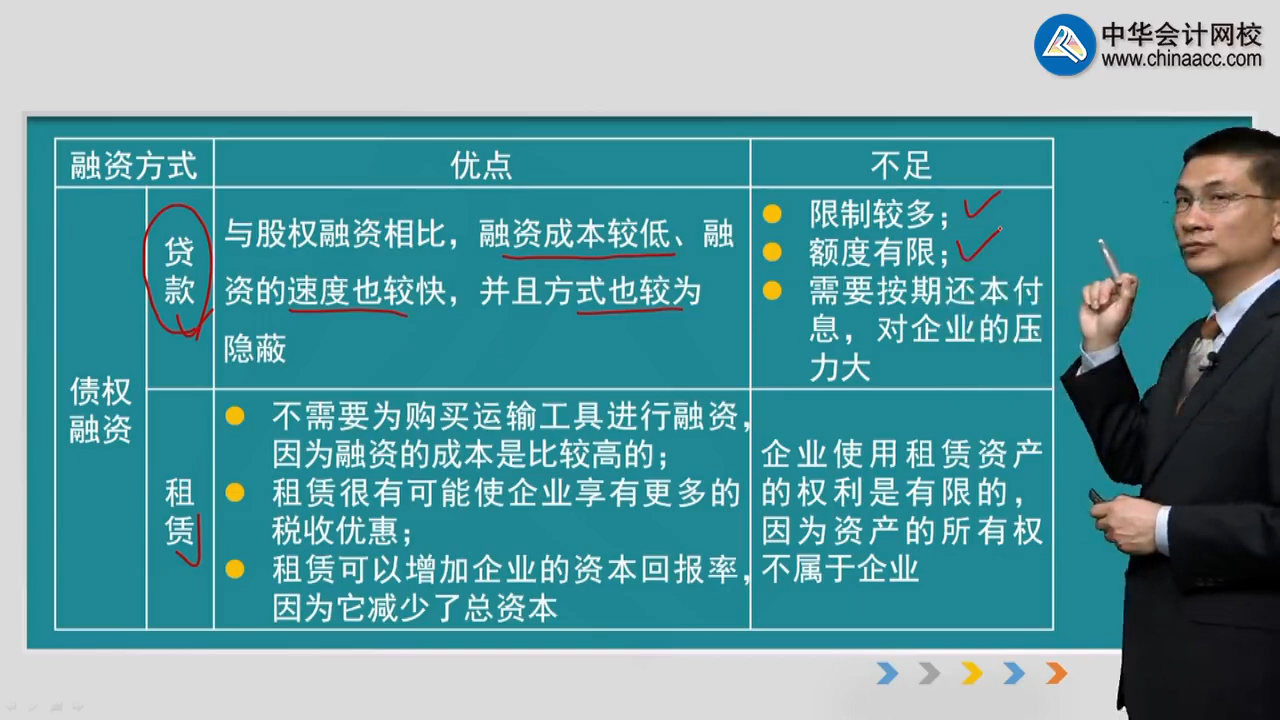 中华会计网校
www.chinaacc.com
融资方式
优点
不足
债权
融资
贷
款
与股权融资相比，融资成本较低、融
资的速度也较快，并且方式也较为
隐蔽
限制较多；
额度有限；
需要按期还本付
息，对企业的压
力大
租
赁
不需要为购买运输工具进行融资，
因为融资的成本是比较高的；
租赁很有可能使企业享有更多的
税收优惠；
租赁可以增加企业的资本回报率，
因为它减少了总资本
企业使用租赁资产
的权利是有限的，
因为资产的所有权
不属于企业